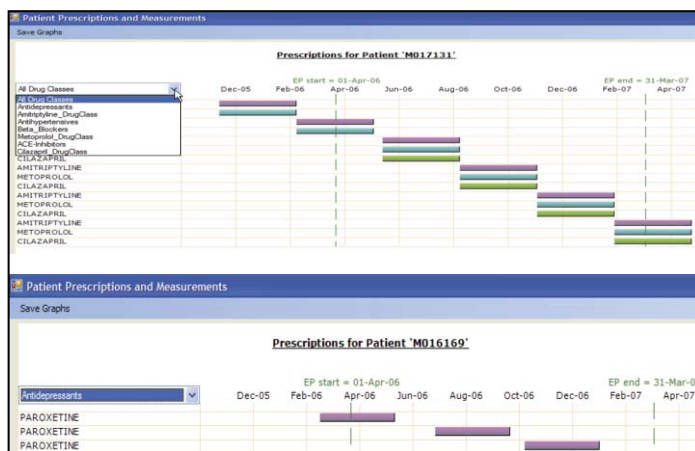 Patient Prescriptions and Measurements
Save Graphs
Prescriptions for Patient 'M017131'
EP start = 01-Apr-06 EP end = 31-Mar-07
All Drug Classes Dec-05 Feb-06 Apr-06 Jun-06 Aug-06 Oct-06 Dec-06 Feb-07 Apr-07
All Drug Classes
Antidepressants
Amitriptyline_DrugClass
Antihypertensives
Beta_Blockers
Metoprolol_DrugClass
ACE-Inhibitors
Cilazapril_DrugClass
CILAZAPRIL
AMITRIPTYLINE
METOPROLOL
CILAZAPRIL
AMITRIPTYLINE
METOPROLOL
CILAZAPRIL
AMITRIPTYLINE
METOPROLOL
CILAZAPRIL
Patient Prescriptions and Measurements
Save Graphs
Prescriptions for Patient 'M016169'
EP start = 01-Apr-06 EP end = 31-Mar-0
Antidepressants Dec-05 Feb-06 Apr-06 Jun-06 Aug-06 Oct-06 Dec-06 Feb-07 Apr-07
PAROXETINE
PAROXETINE
PAROXETINE